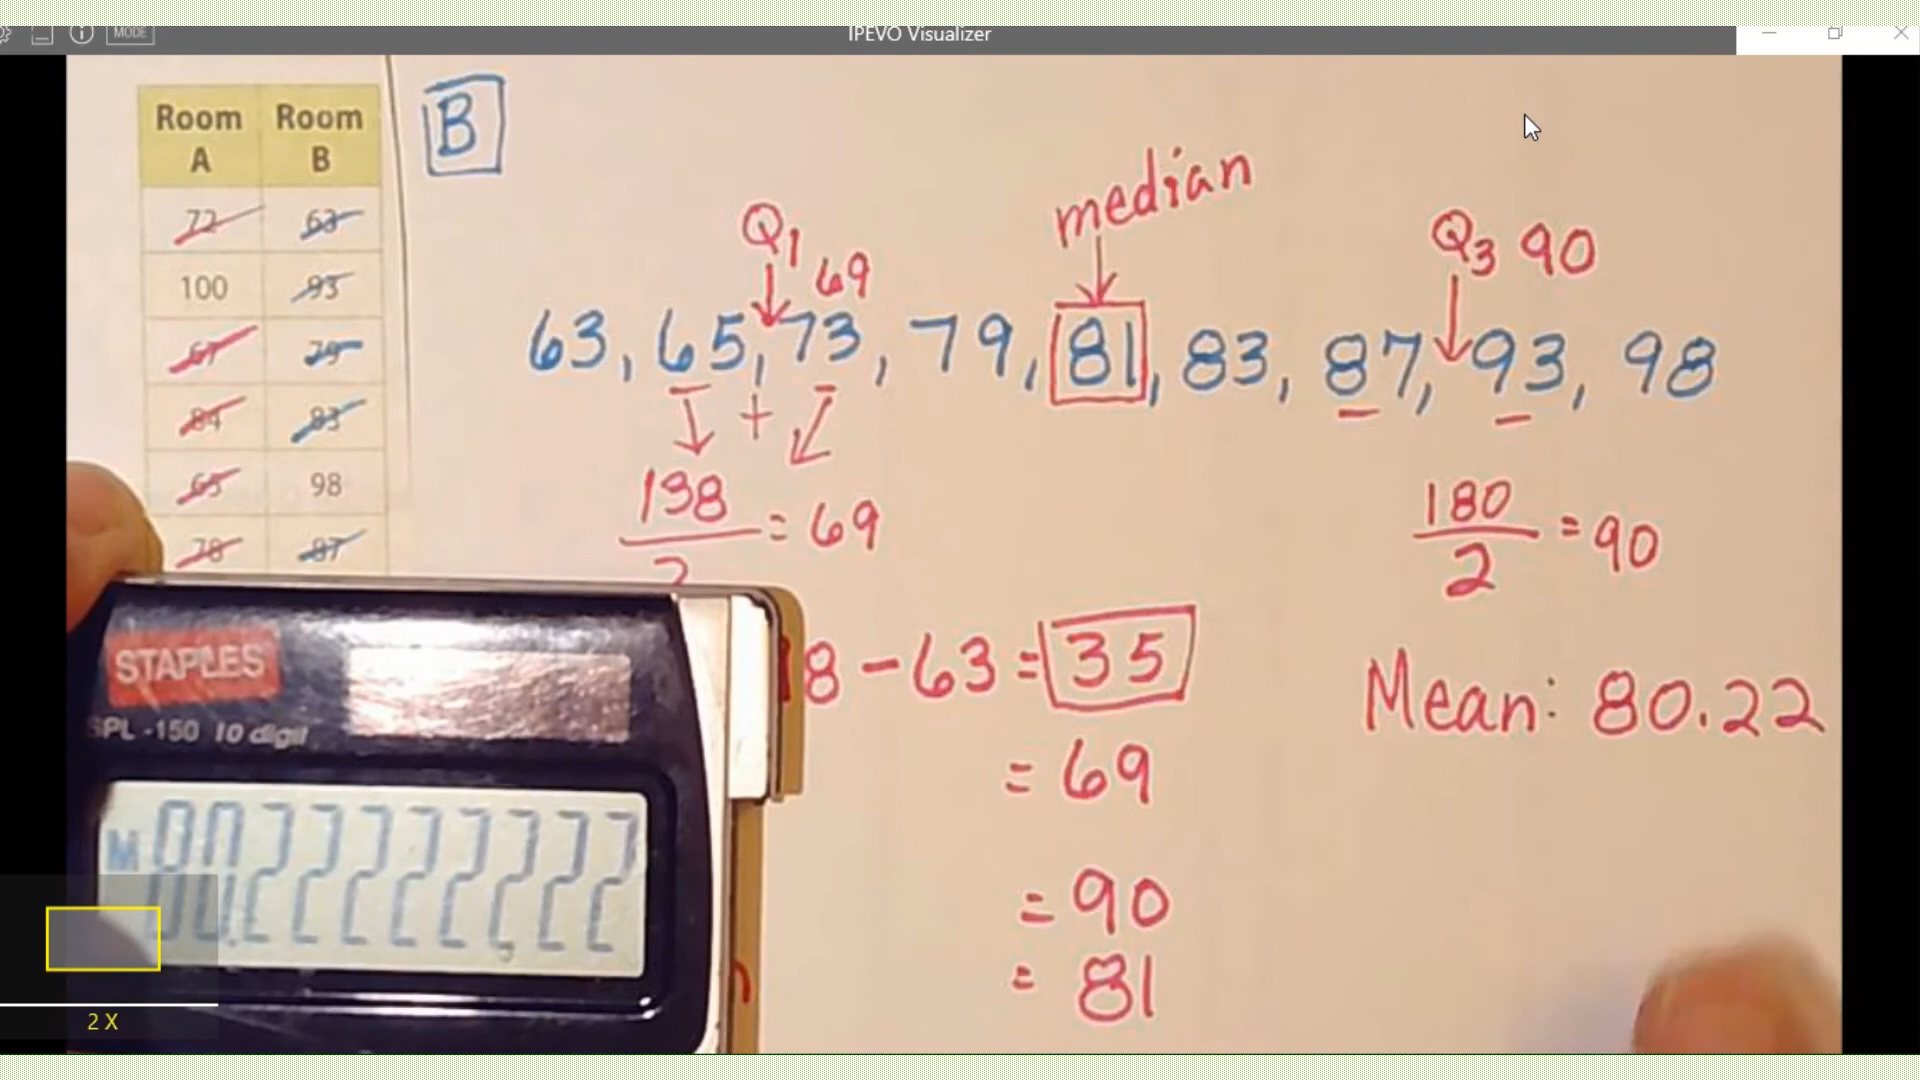 MODE IPEVO Visualizer
Room A Room B
72 63
100 93
67 79
84 83
65 98
78 87
B
median
Q1 69
Q3 90
63, 65, 73, 79, 81, 83, 87, 93, 98
+
138/2 = 69
180/2 = 90
8 - 63 = 35
Mean: 80.22
= 69
= 90
= 81
STAPLES
SPL-150 10 digit
M 80.22222222
2 X